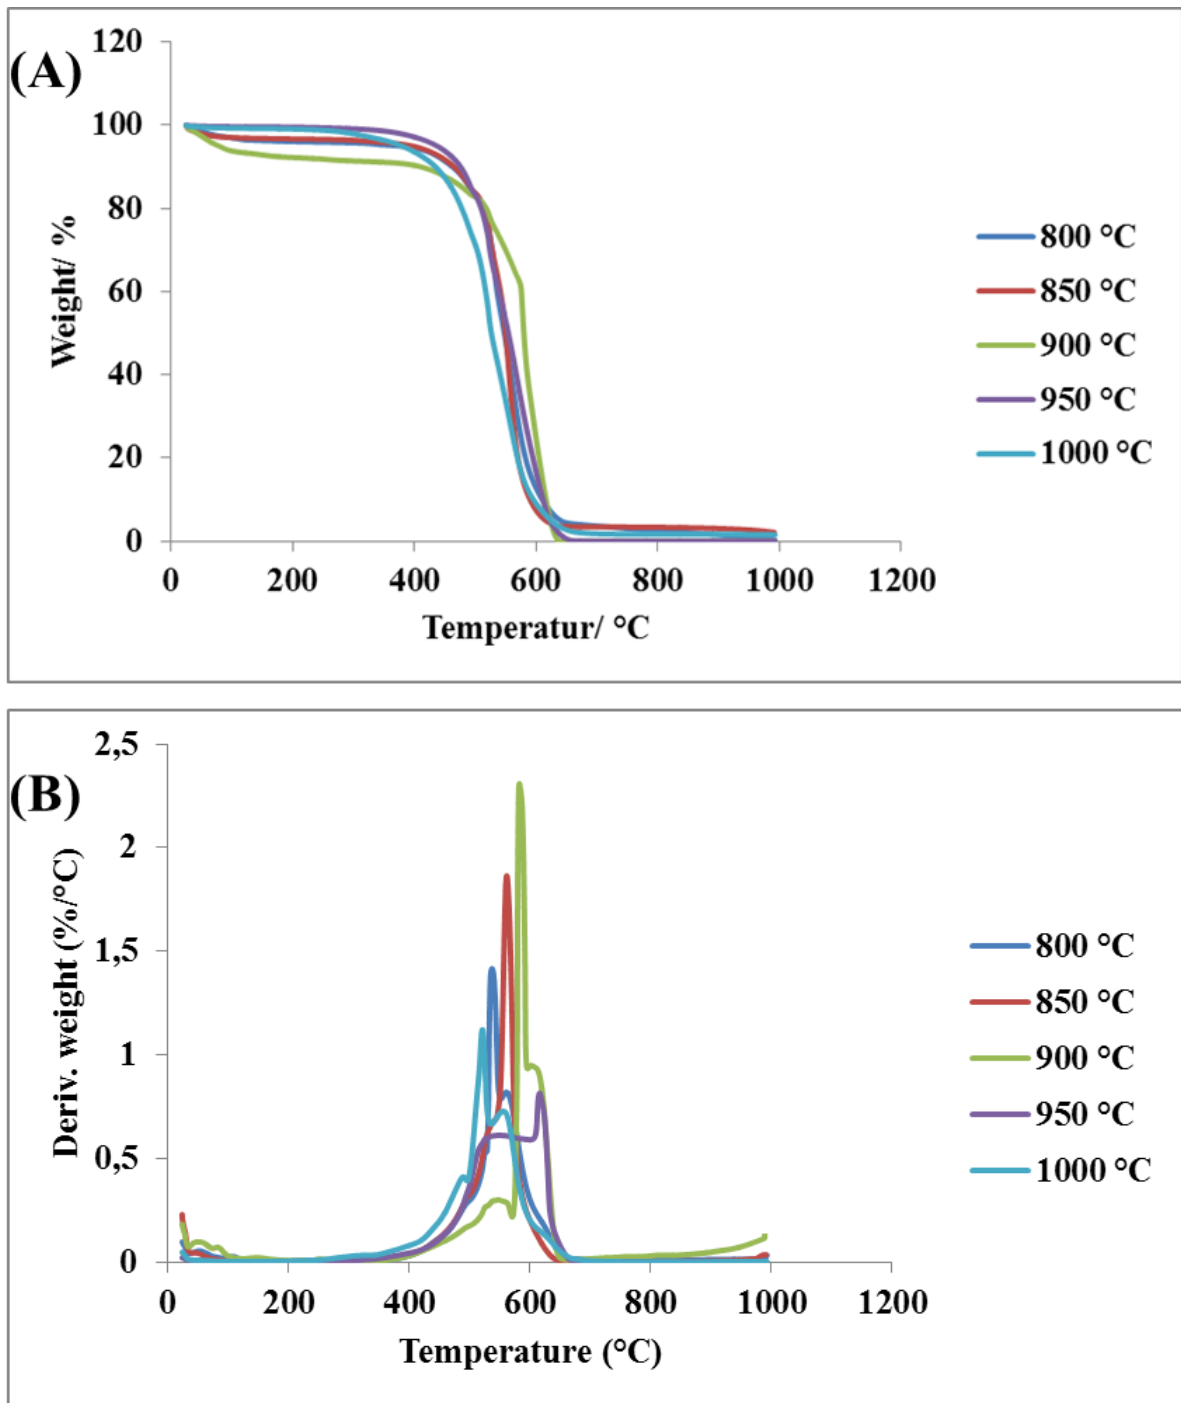 (A)
120
100
80
60
40
20
0
Weight/ %
0 200 400 600 800 1000 1200
Temperatur/ °C
800 °C
850 °C
900 °C
950 °C
1000 °C
(B)
2,5
2
1,5
1
0,5
0
Deriv. weight (%/°C)
0 200 400 600 800 1000 1200
Temperature (°C)
800 °C
850 °C
900 °C
950 °C
1000 °C